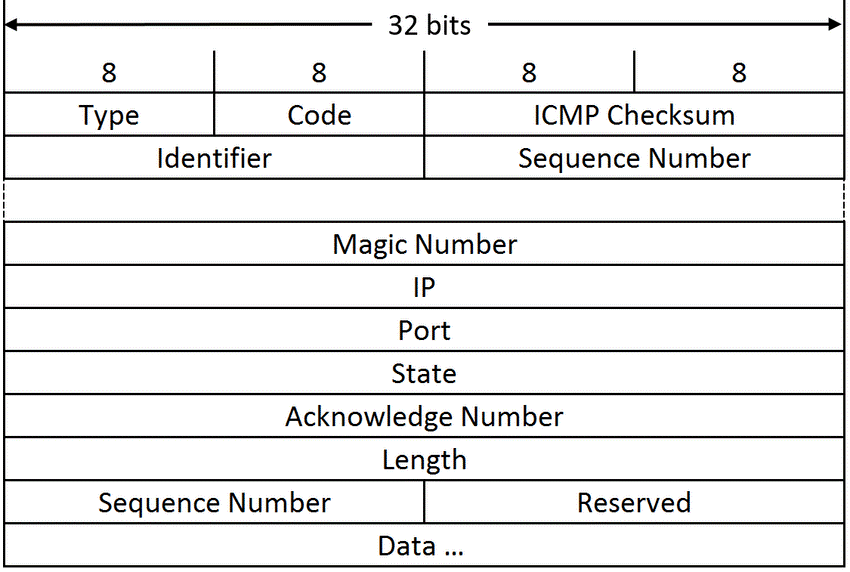 32 bits
8 8 8 8
Type Code ICMP Checksum
Identifier Sequence Number
Magic Number
IP
Port
State
Acknowledge Number
Length
Sequence Number Reserved
Data ...